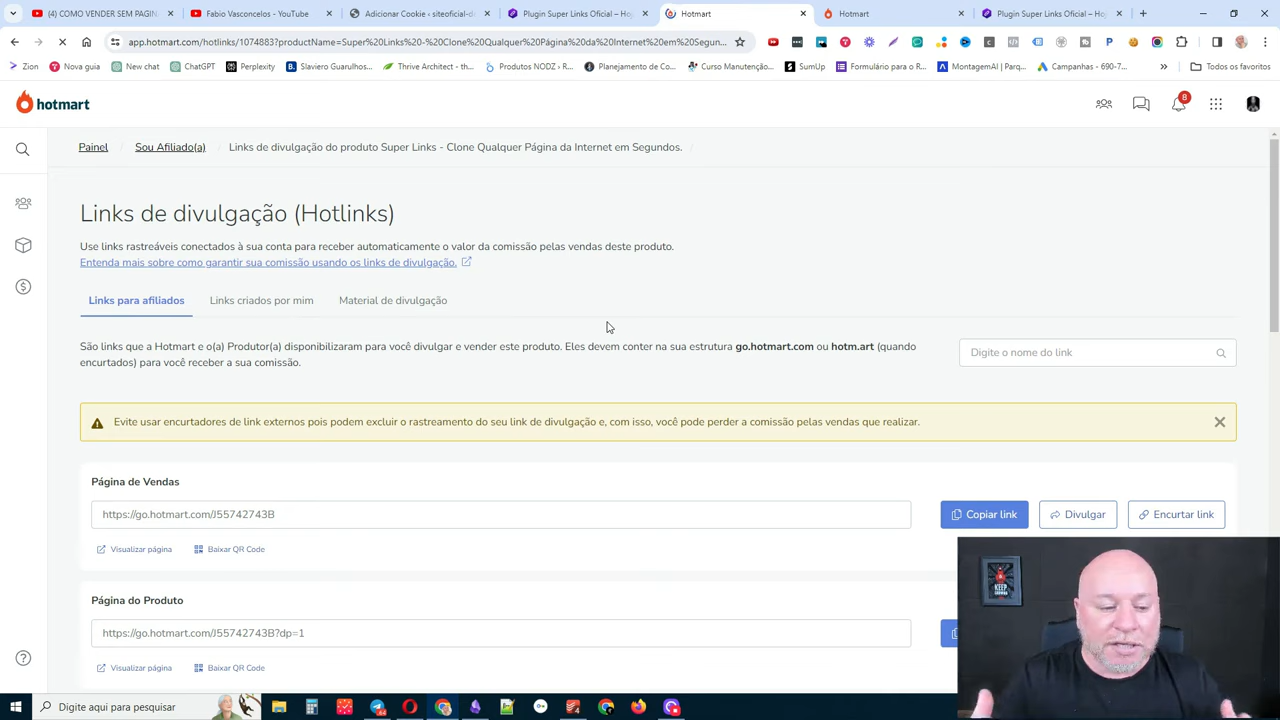 (4) COMO VENDER SEM PÁGIN
Fabio Vasconcelos - YouTube
Adicionar Cookie ‹ siteoficial —
Plugin Super Links Oficial – Ho
Hotmart
Hotmart
Plugin Super Links Oficial – Ho
app.hotmart.com/hotlinks/1074883?productName=Super%20Links%20-%20Clone%20Qualquer%20Página%20da%20Internet%20em%20Segun...
Zion
Nova guia
New chat
ChatGPT
Perplexity
Slaviero Guarulhos...
Thrive Architect ‹ th...
Produtos NODZ › R...
Planejamento de Co...
Curso Manutenção...
SumUp
Formulário para o R...
MontagemAI | Parq...
Campanhas - 690-7...
»
Todos os favoritos
hotmart
8
Painel / Sou Afiliado(a) / Links de divulgação do produto Super Links - Clone Qualquer Página da Internet em Segundos. /
Links de divulgação (Hotlinks)
Use links rastreáveis conectados à sua conta para receber automaticamente o valor da comissão pelas vendas deste produto.
Entenda mais sobre como garantir sua comissão usando os links de divulgação.
Links para afiliados
Links criados por mim
Material de divulgação
São links que a Hotmart e o(a) Produtor(a) disponibilizaram para você divulgar e vender este produto. Eles devem conter na sua estrutura go.hotmart.com ou hotm.art (quando
encurtados) para você receber a sua comissão.
Digite o nome do link
Evite usar encurtadores de link externos pois podem excluir o rastreamento do seu link de divulgação e, com isso, você pode perder a comissão pelas vendas que realizar.
Página de Vendas
https://go.hotmart.com/J55742743B
Copiar link
Divulgar
Encurtar link
Visualizar página
Baixar QR Code
Página do Produto
https://go.hotmart.com/J55742743B?dp=1
Visualizar página
Baixar QR Code
KEEP
Digite aqui para pesquisar